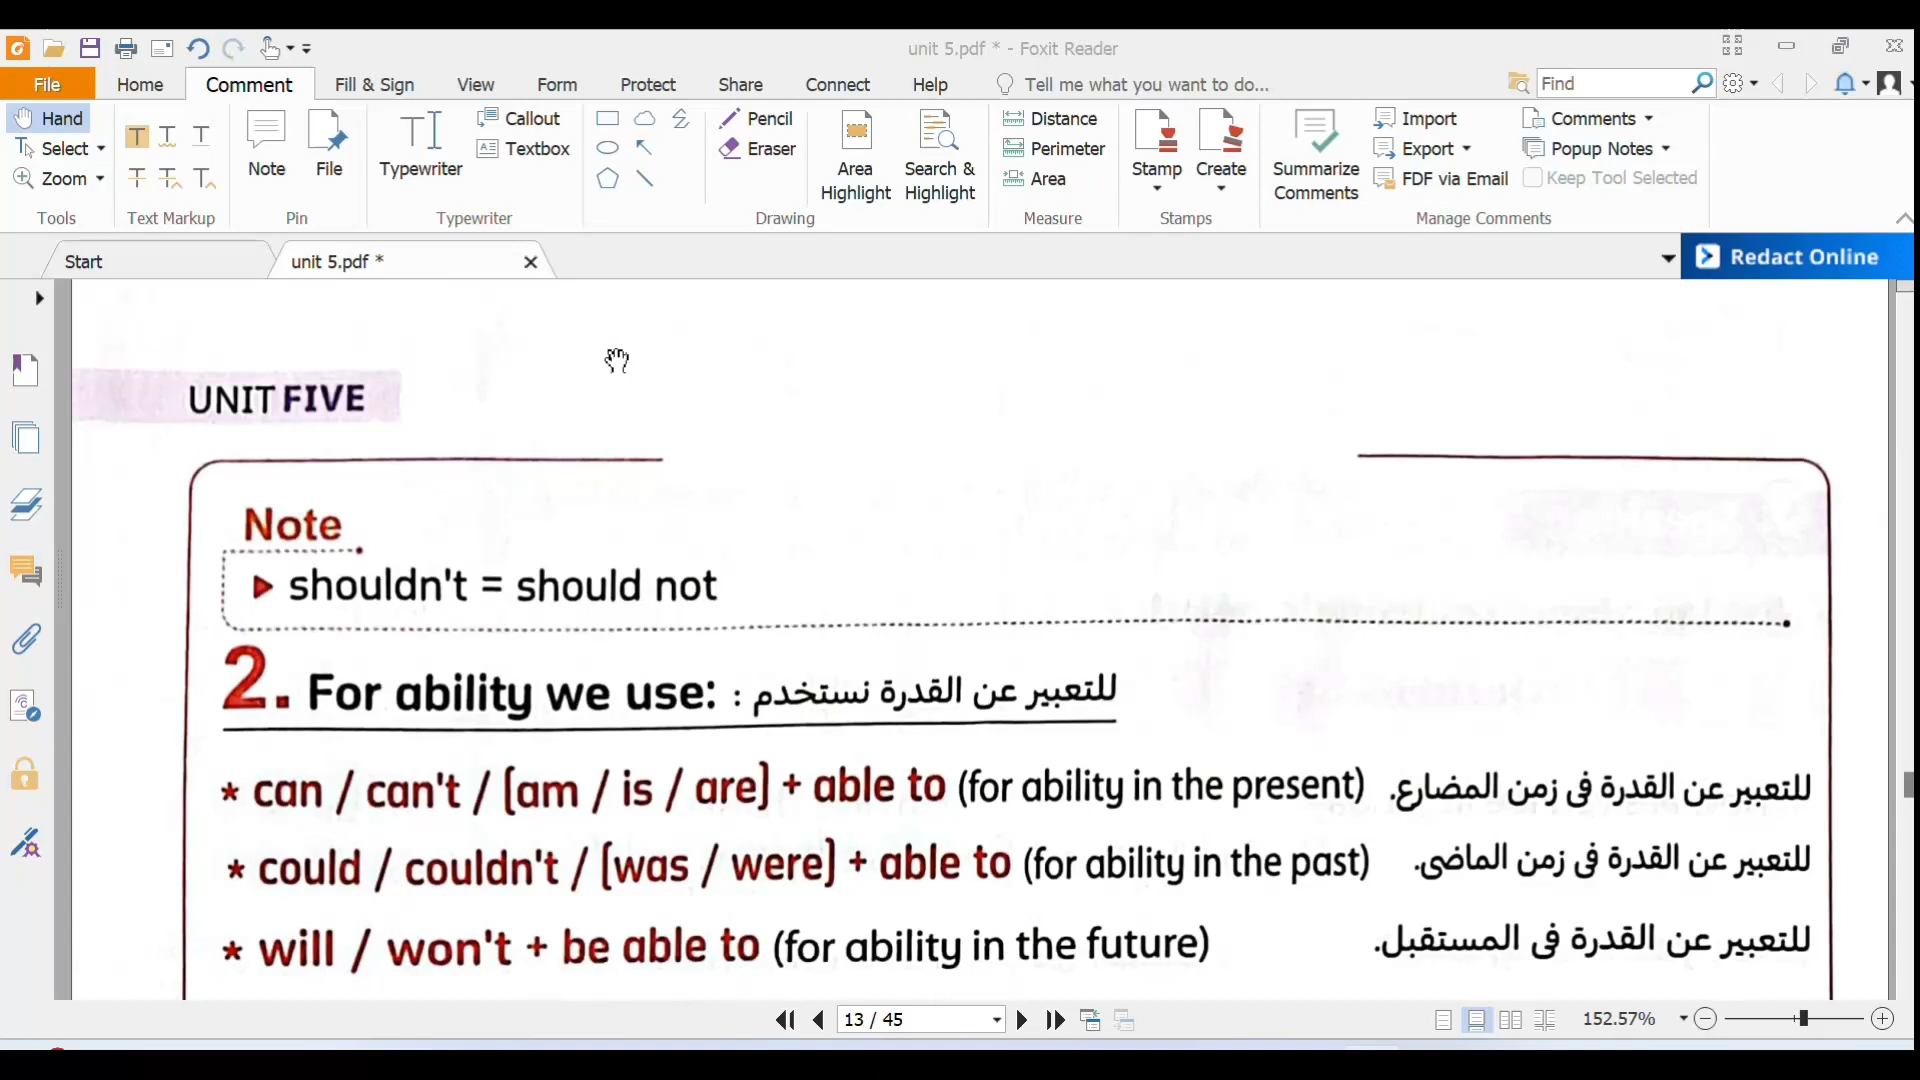 unit 5.pdf * - Foxit Reader
File Home Comment Fill & Sign View Form Protect Share Connect Help Tell me what you want to do... Find
Hand
Select
Zoom
Tools
Text Markup
Note File
Pin
Typewriter
Callout
Textbox
Typewriter
Pencil
Eraser
Area Highlight
Search & Highlight
Drawing
Distance
Perimeter
Area
Measure
Stamp Create
Stamps
Summarize Comments
Import
Export
FDF via Email
Comments
Popup Notes
Keep Tool Selected
Manage Comments
Start unit 5.pdf * Redact Online
UNIT FIVE
Note
shouldn't = should not
2. For ability we use: للتعبير عن القدرة نستخدم :
* can / can't / (am / is / are) + able to (for ability in the present) للتعبير عن القدرة فى زمن المضارع.
* could / couldn't / (was / were) + able to (for ability in the past) للتعبير عن القدرة فى زمن الماضى.
* will / won't + be able to (for ability in the future) للتعبير عن القدرة فى المستقبل.
13 / 45 152.57%